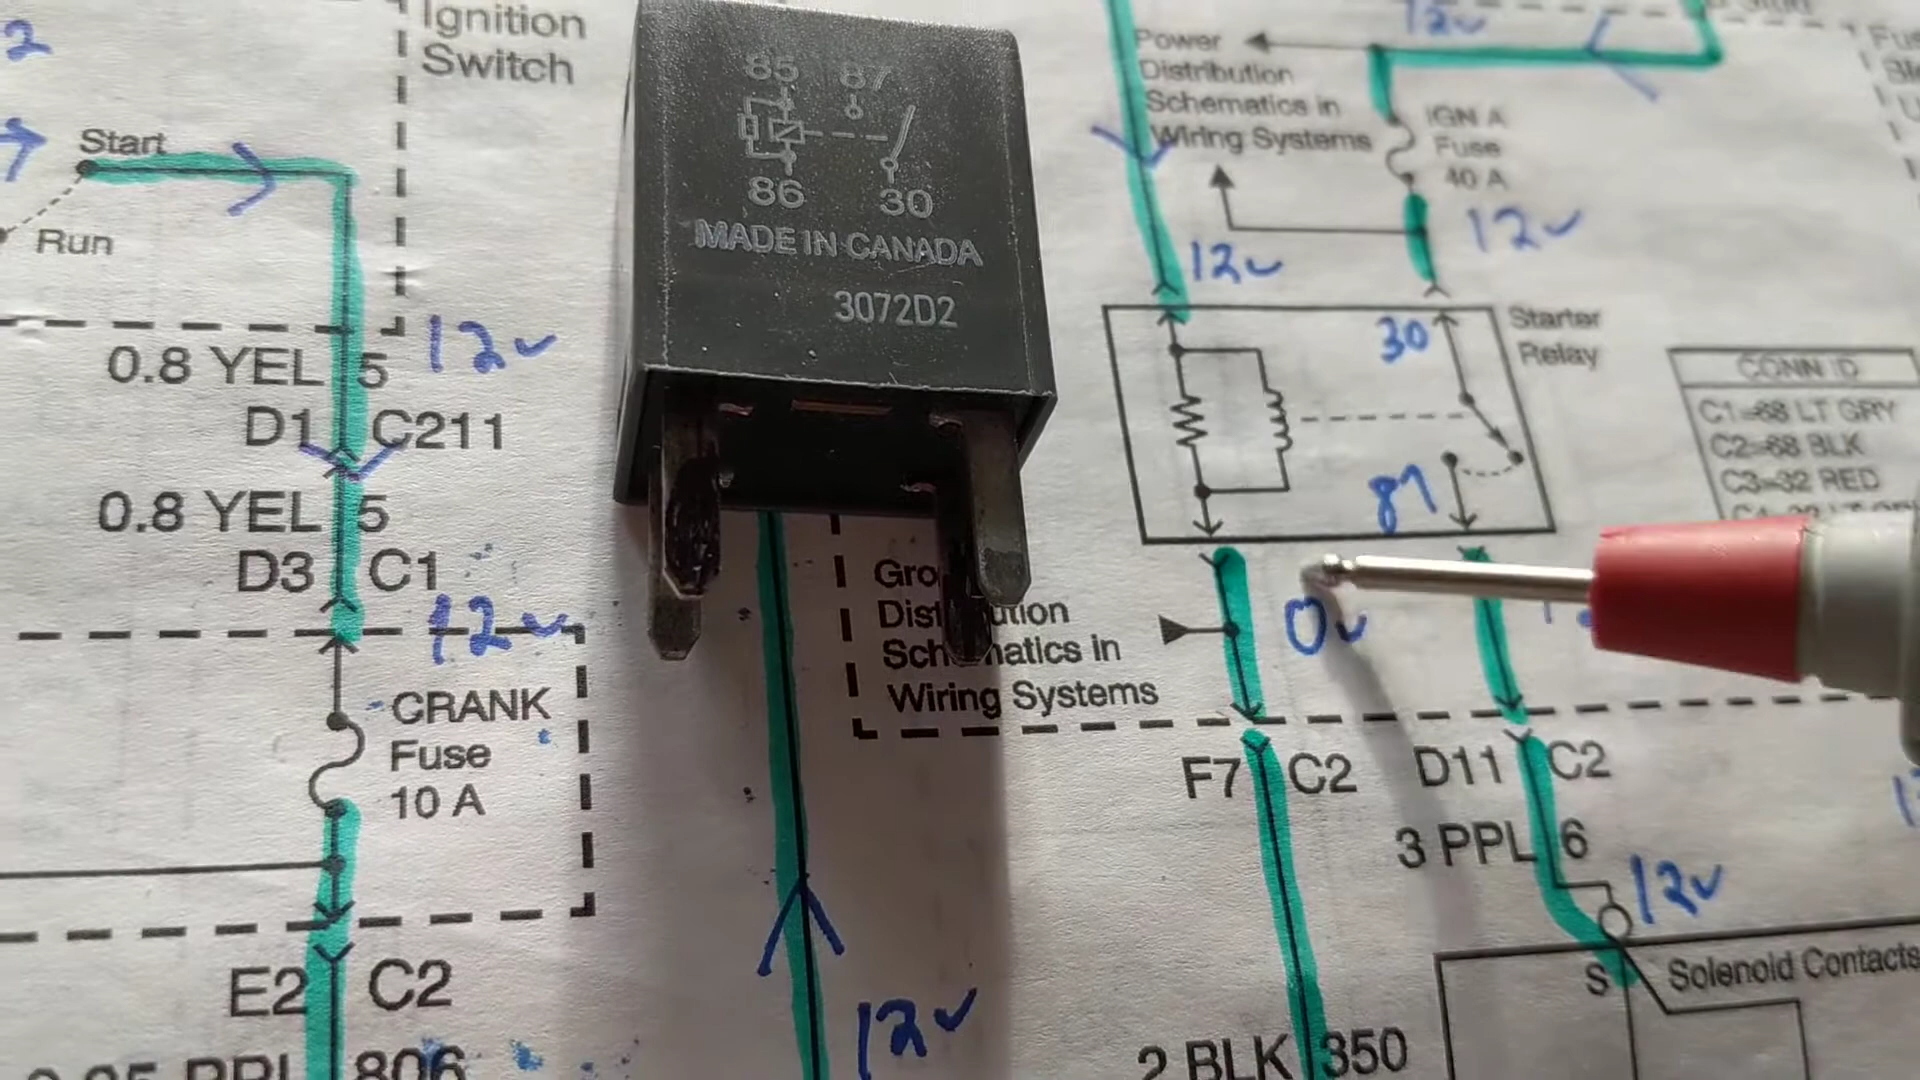 Ignition
Switch
Start
Run
0.8 YEL 5
12v
D1 C211
0.8 YEL 5
D3 C1
12v
CRANK
Fuse
10 A
E2 C2
806
85 87
86 30
MADE IN CANADA
3072D2
Distribution
Schematics in
Wiring Systems
12v
Power
Distribution
Schematics in
Wiring Systems
12v
IGN A
Fuse
40 A
12v
12v
30
87
Starter
Relay
CONN ID
C1=68 LT GRY
C2=68 BLK
C3=32 RED
0v
F7 C2
D11 C2
3 PPL 6
12v
S
Solenoid Contacts
2 BLK 350